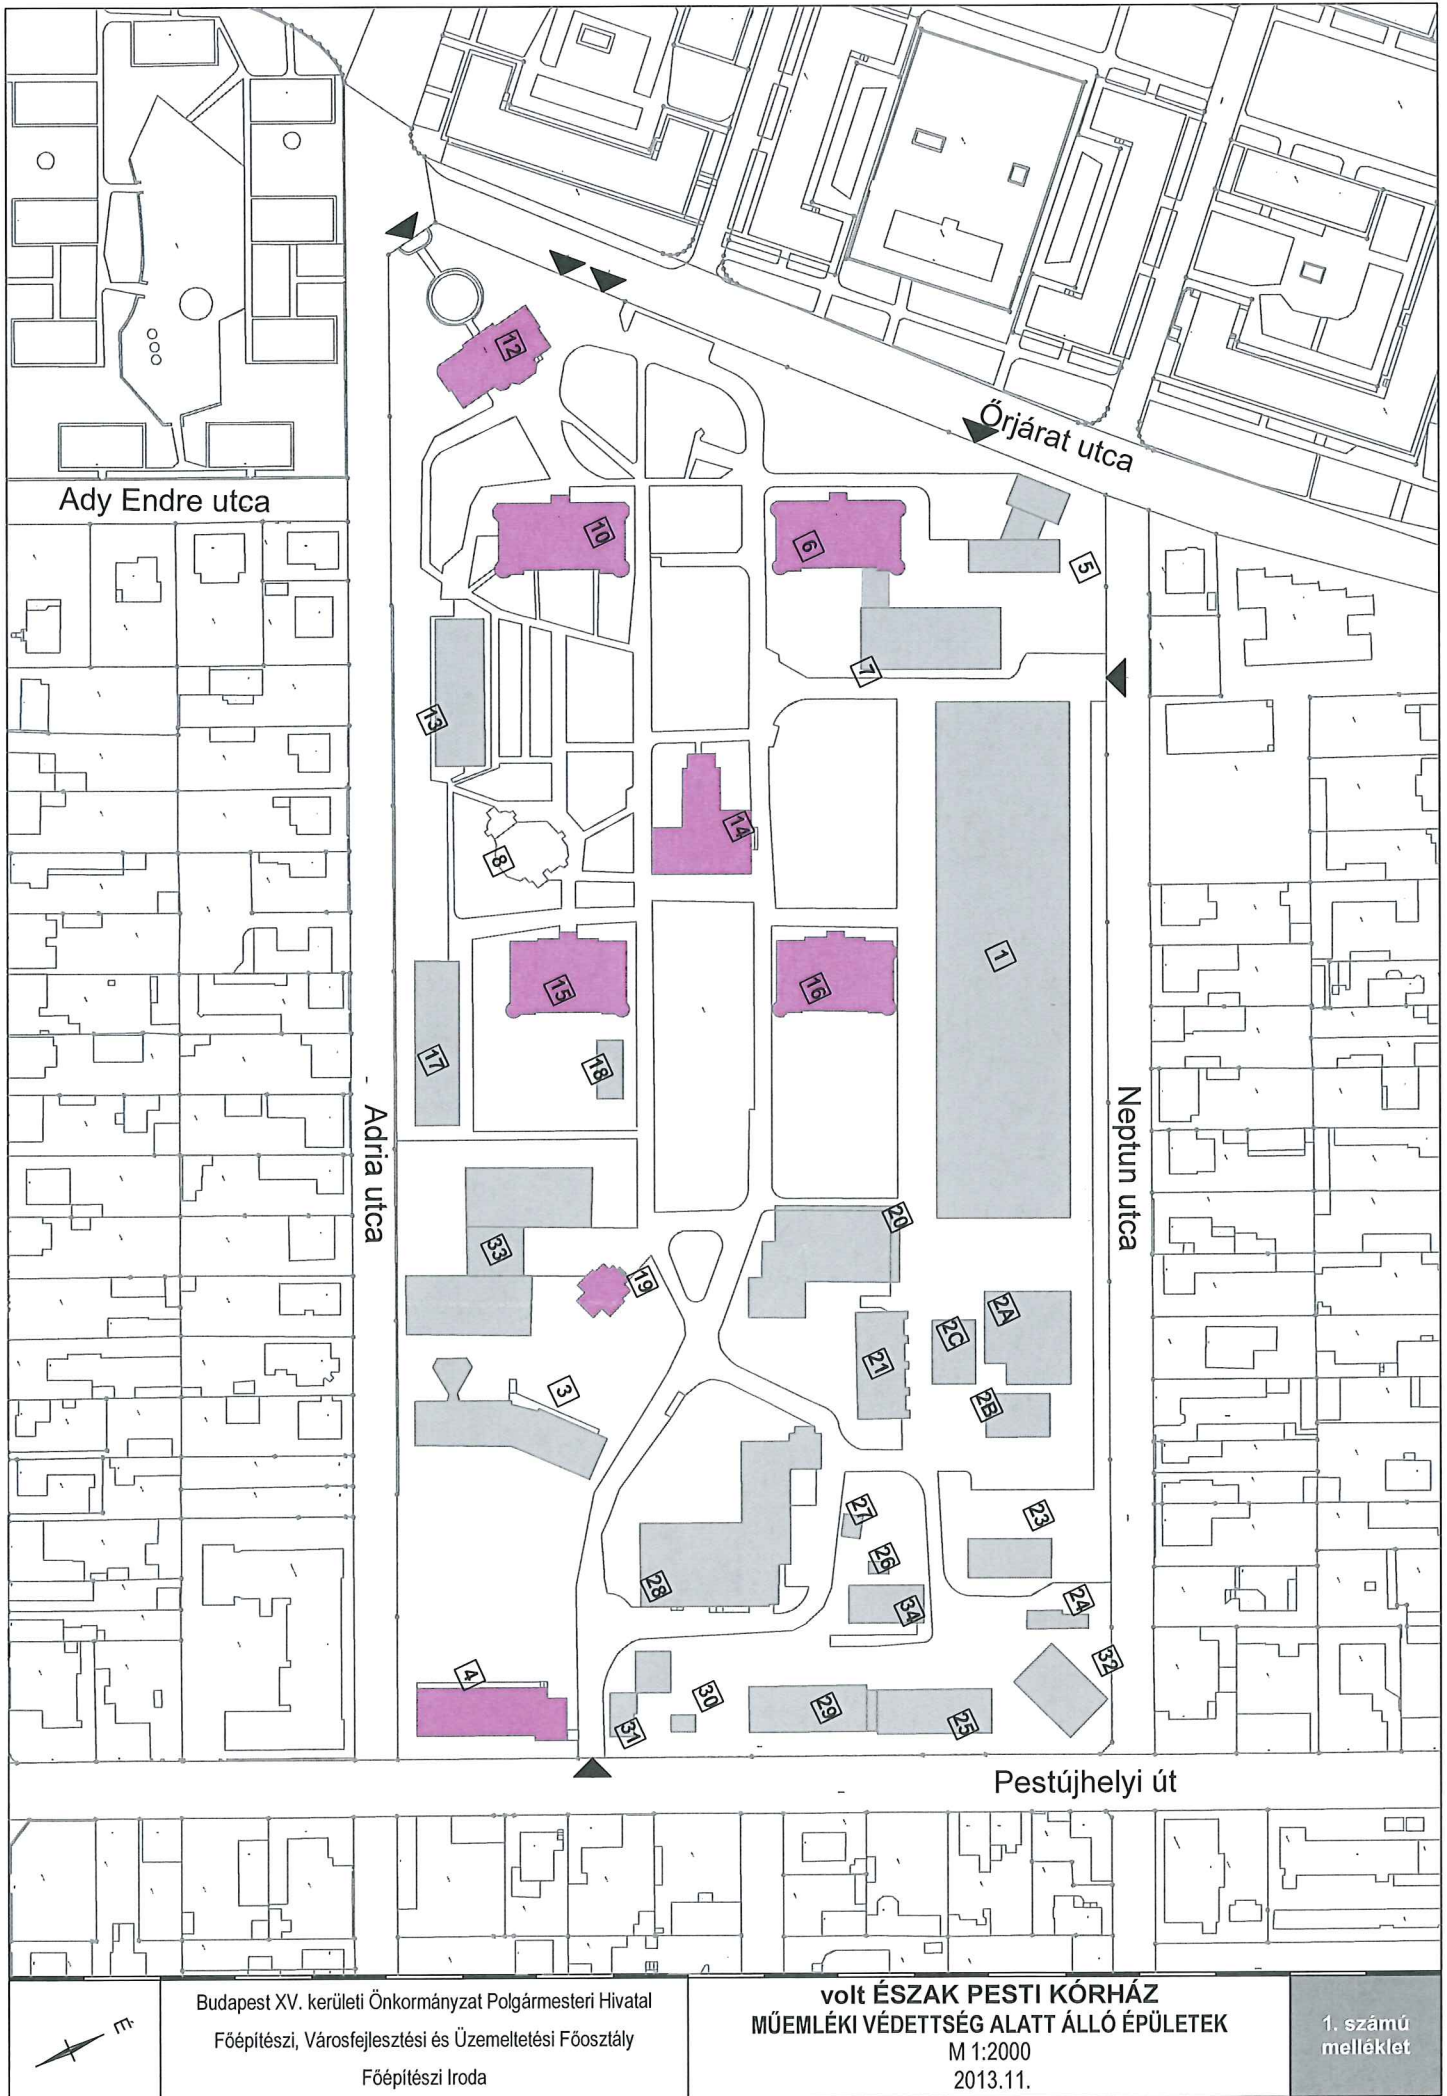 Őrjárat utca
Ady Endre utca
12
10
6
5
7
13
14
8
1
15
16
17
18
Adria utca
Neptun utca
20
33
19
2A
2C
21
3
2B
27
23
26
28
34
24
32
4
30
29
25
31
Pestújhelyi út
É.
Budapest XV. kerületi Önkormányzat Polgármesteri Hivatal
Főépítészi, Városfejlesztési és Üzemeltetési Főosztály
Főépítészi Iroda
volt ÉSZAK PESTI KÓRHÁZ
MŰEMLÉKI VÉDETTSÉG ALATT ÁLLÓ ÉPÜLETEK
M 1:2000
2013.11.
1. számú
melléklet